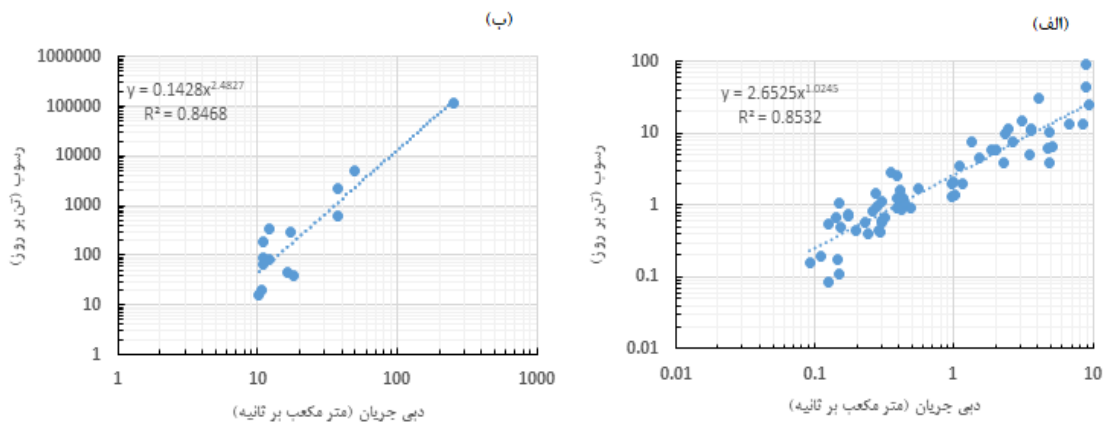 (الف)
y = 2.6525x^1.0245
R² = 0.8532
100
10
1
0.1
0.01
رسوب (تن بر روز)
0.01 0.1 1 10
دبی جریان (متر مکعب بر ثانیه)
(ب)
y = 0.1428x^2.4827
R² = 0.8468
1000000
100000
10000
1000
100
10
1
رسوب (تن بر روز)
1 10 100 1000
دبی جریان (متر مکعب بر ثانیه)